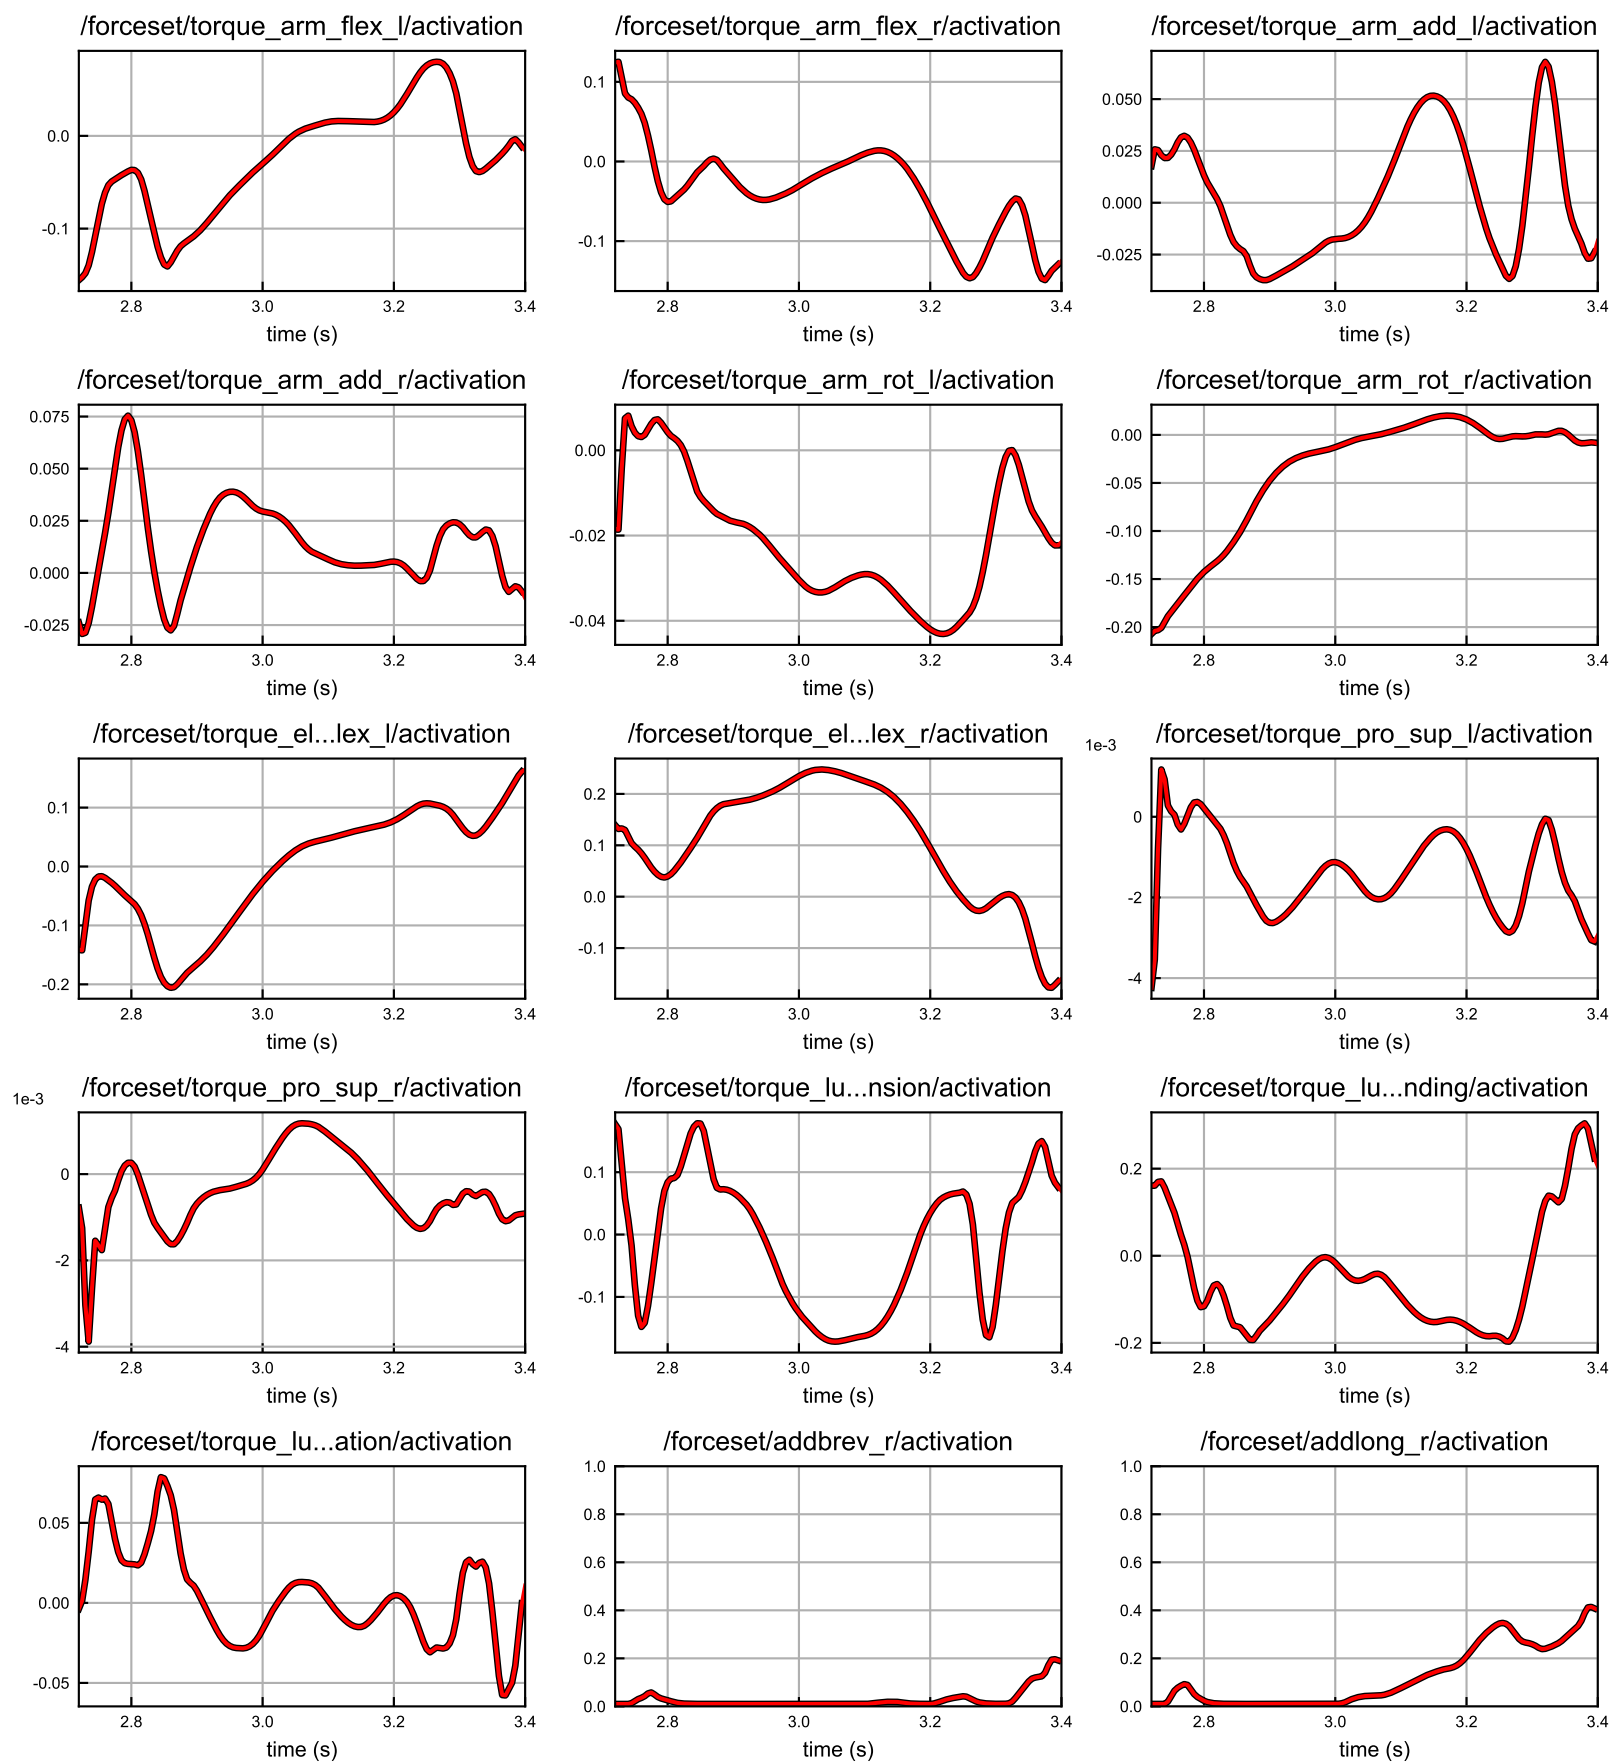 /forceset/torque_arm_flex_l/activation
0.0
-0.1
2.8 3.0 3.2 3.4
time (s)
/forceset/torque_arm_flex_r/activation
0.1
0.0
-0.1
2.8 3.0 3.2 3.4
time (s)
/forceset/torque_arm_add_l/activation
0.050
0.025
0.000
-0.025
2.8 3.0 3.2 3.4
time (s)
/forceset/torque_arm_add_r/activation
0.075
0.050
0.025
0.000
-0.025
2.8 3.0 3.2 3.4
time (s)
/forceset/torque_arm_rot_l/activation
0.00
-0.02
-0.04
2.8 3.0 3.2 3.4
time (s)
/forceset/torque_arm_rot_r/activation
0.00
-0.05
-0.10
-0.15
-0.20
2.8 3.0 3.2 3.4
time (s)
/forceset/torque_el...lex_l/activation
0.1
0.0
-0.1
-0.2
2.8 3.0 3.2 3.4
time (s)
/forceset/torque_el...lex_r/activation
0.2
0.1
0.0
-0.1
2.8 3.0 3.2 3.4
time (s)
/forceset/torque_pro_sup_l/activation
1e-3
0
-2
-4
2.8 3.0 3.2 3.4
time (s)
/forceset/torque_pro_sup_r/activation
1e-3
0
-2
-4
2.8 3.0 3.2 3.4
time (s)
/forceset/torque_lu...nsion/activation
0.1
0.0
-0.1
2.8 3.0 3.2 3.4
time (s)
/forceset/torque_lu...nding/activation
0.2
0.0
-0.2
2.8 3.0 3.2 3.4
time (s)
/forceset/torque_lu...ation/activation
0.05
0.00
-0.05
2.8 3.0 3.2 3.4
time (s)
/forceset/addbrev_r/activation
1.0
0.8
0.6
0.4
0.2
0.0
2.8 3.0 3.2 3.4
time (s)
/forceset/addlong_r/activation
1.0
0.8
0.6
0.4
0.2
0.0
2.8 3.0 3.2 3.4
time (s)